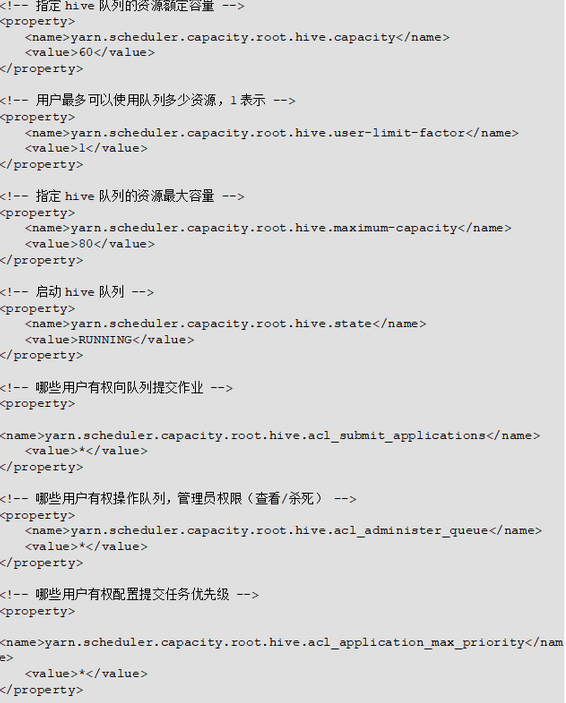 <!-- 指定 hive 队列的资源额定容量 -->
<property>
    <name>yarn.scheduler.capacity.root.hive.capacity</name>
    <value>60</value>
</property>

<!-- 用户最多可以使用队列多少资源，1 表示 -->
<property>
    <name>yarn.scheduler.capacity.root.hive.user-limit-factor</name>
    <value>1</value>
</property>

<!-- 指定 hive 队列的资源最大容量 -->
<property>
    <name>yarn.scheduler.capacity.root.hive.maximum-capacity</name>
    <value>80</value>
</property>

<!-- 启动 hive 队列 -->
<property>
    <name>yarn.scheduler.capacity.root.hive.state</name>
    <value>RUNNING</value>
</property>

<!-- 哪些用户有权向队列提交作业 -->
<property>

<name>yarn.scheduler.capacity.root.hive.acl_submit_applications</name>
    <value>*</value>
</property>

<!-- 哪些用户有权操作队列，管理员权限（查看/杀死） -->
<property>
    <name>yarn.scheduler.capacity.root.hive.acl_administer_queue</name>
    <value>*</value>
</property>

<!-- 哪些用户有权配置提交任务优先级 -->
<property>

<name>yarn.scheduler.capacity.root.hive.acl_application_max_priority</nam
e>
    <value>*</value>
</property>